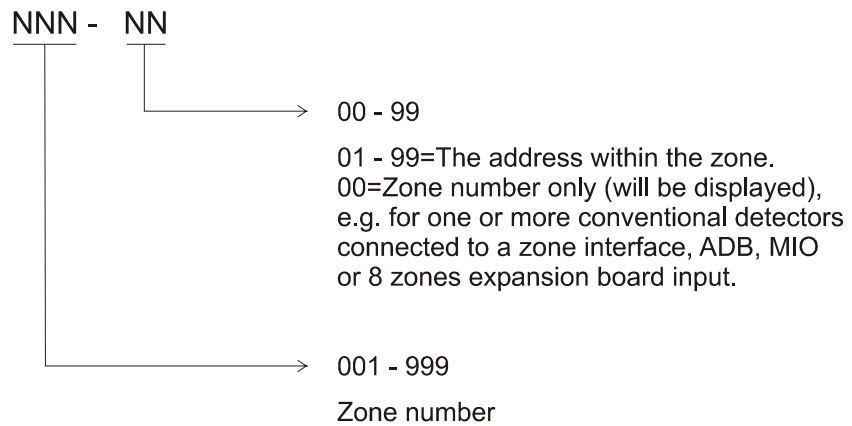 NNN - NN
00 - 99
01 - 99=The address within the zone.
00=Zone number only (will be displayed),
e.g. for one or more conventional detectors
connected to a zone interface, ADB, MIO
or 8 zones expansion board input.
001 - 999
Zone number